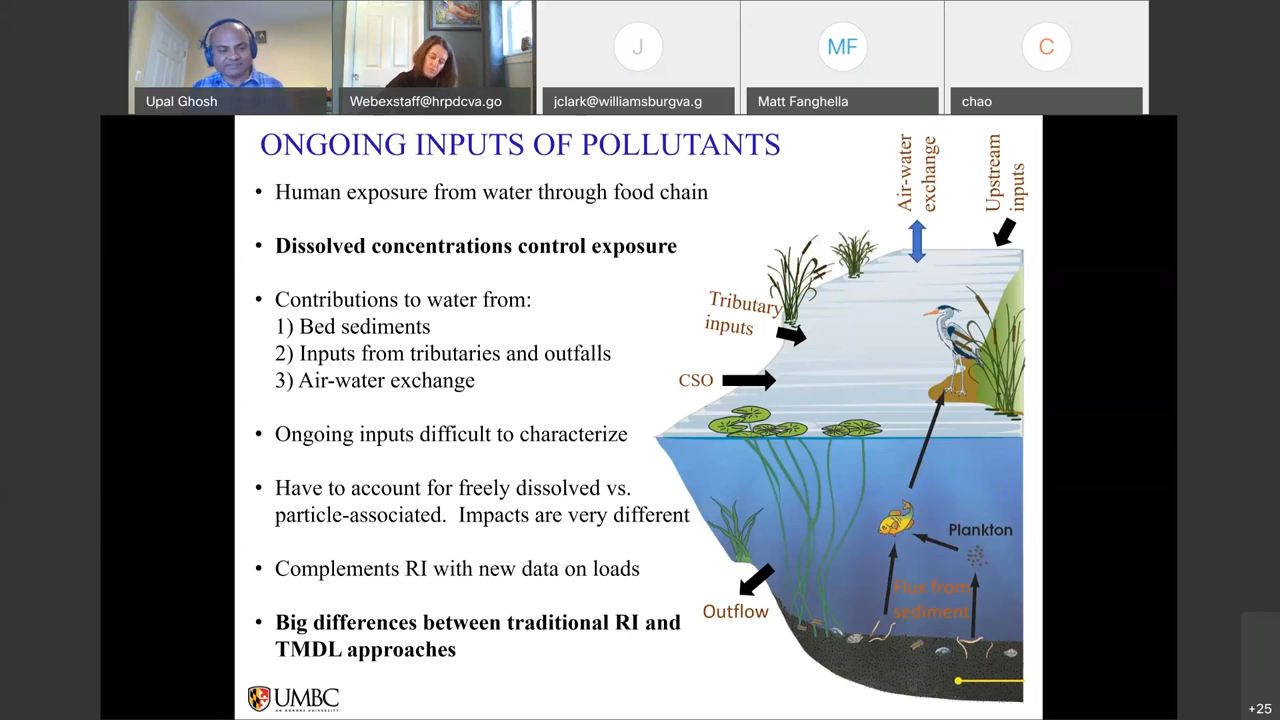 J
MF
C
Upal Ghosh
Webexstaff@hrpdcva.go
jclark@williamsburgva.g
Matt Fanghella
chao
ONGOING INPUTS OF POLLUTANTS
• Human exposure from water through food chain
• Dissolved concentrations control exposure
• Contributions to water from:
1) Bed sediments
2) Inputs from tributaries and outfalls
3) Air-water exchange
• Ongoing inputs difficult to characterize
• Have to account for freely dissolved vs.
particle-associated. Impacts are very different
• Complements RI with new data on loads
• Big differences between traditional RI and
TMDL approaches
Air-water
exchange
Upstream
inputs
Tributary
inputs
CSO
Plankton
Flux from
sediment
Outflow
UMBC
AN HONORS UNIVERSITY
+25